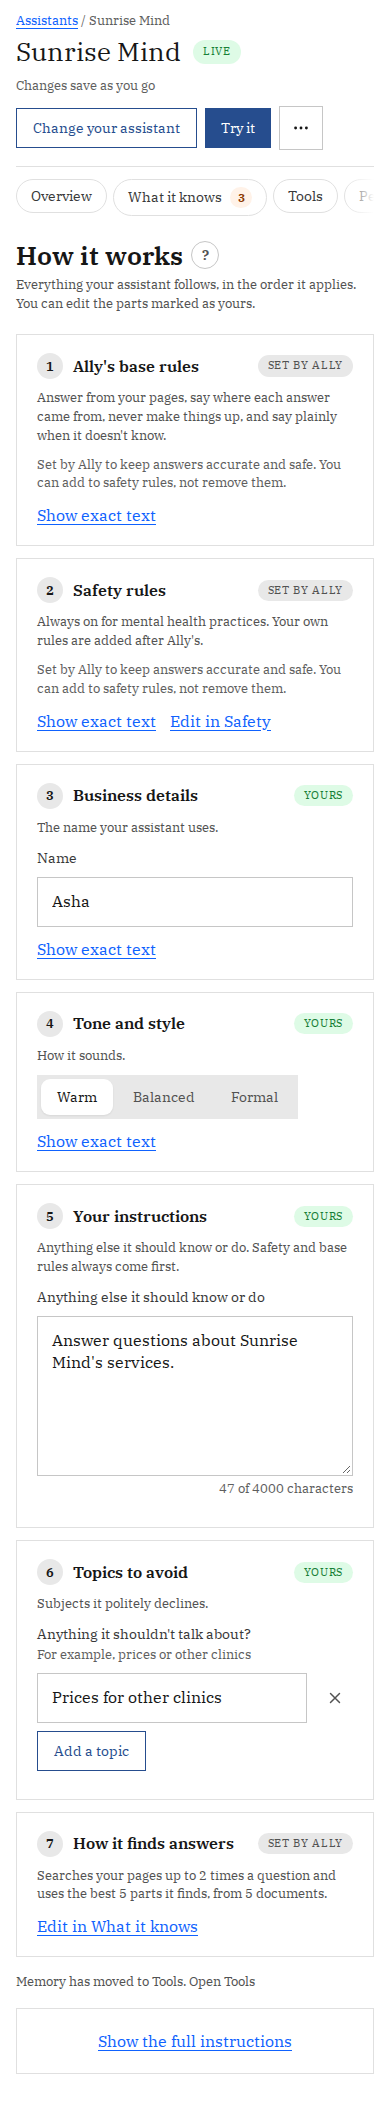 Assistants / Sunrise Mind
Sunrise Mind LIVE
Changes save as you go
Change your assistant Try it ...
Overview What it knows 3 Tools
How it works ?
Everything your assistant follows, in the order it applies.
You can edit the parts marked as yours.
1 Ally's base rules SET BY ALLY
Answer from your pages, say where each answer
came from, never make things up, and say plainly
when it doesn't know.
Set by Ally to keep answers accurate and safe. You
can add to safety rules, not remove them.
Show exact text
2 Safety rules SET BY ALLY
Always on for mental health practices. Your own
rules are added after Ally's.
Set by Ally to keep answers accurate and safe. You
can add to safety rules, not remove them.
Show exact text Edit in Safety
3 Business details YOURS
The name your assistant uses.
Name
Asha
Show exact text
4 Tone and style YOURS
How it sounds.
Warm Balanced Formal
Show exact text
5 Your instructions YOURS
Anything else it should know or do. Safety and base
rules always come first.
Anything else it should know or do
Answer questions about Sunrise
Mind's services.
47 of 4000 characters
6 Topics to avoid YOURS
Subjects it politely declines.
Anything it shouldn't talk about?
For example, prices or other clinics
Prices for other clinics
Add a topic
7 How it finds answers SET BY ALLY
Searches your pages up to 2 times a question and
uses the best 5 parts it finds, from 5 documents.
Edit in What it knows
Memory has moved to Tools. Open Tools
Show the full instructions